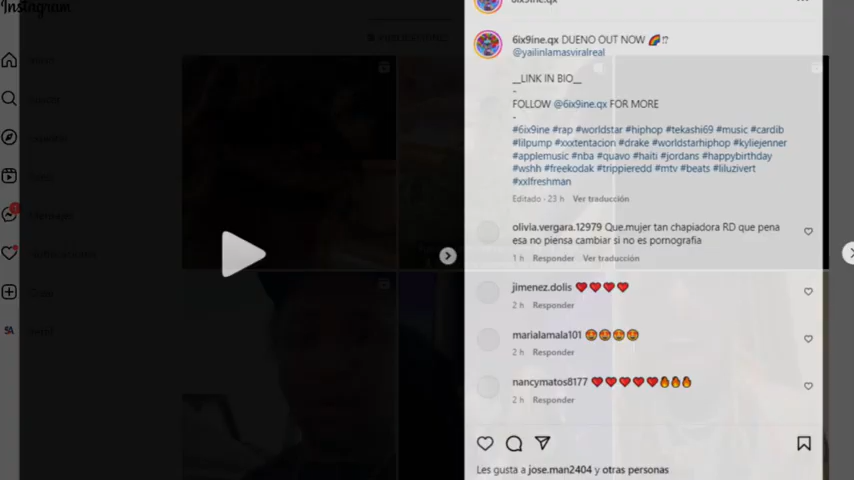 Instagram
6ix9ine.qx
6ix9ine.qx DUENO OUT NOW 🌈⁉
@yailinlamasviralreal
__LINK IN BIO__
-
FOLLOW @6ix9ine.qx FOR MORE
-
#6ix9ine #rap #worldstar #hiphop #tekashi69 #music #cardib
#lilpump #xxxtentacion #drake #worldstarhiphop #kyliejenner
#applemusic #nba #quavo #haiti #jordans #happybirthday
#wshh #freekodak #trippieredd #mtv #beats #liluzivert
#xxlfreshman
Editado · 23 h Ver traducción
olivia.vergara.12979 Que.mujer tan chapiadora RD que pena
esa no piensa cambiar si no es pornografía
1 h Responder Ver traducción
jimenez.dolis ❤❤❤❤
2 h Responder
marialamala101 😍😍😍😍
2 h Responder
nancymatos8177 ❤❤❤❤❤🔥🔥🔥
2 h Responder
Les gusta a jose.man2404 y otras personas